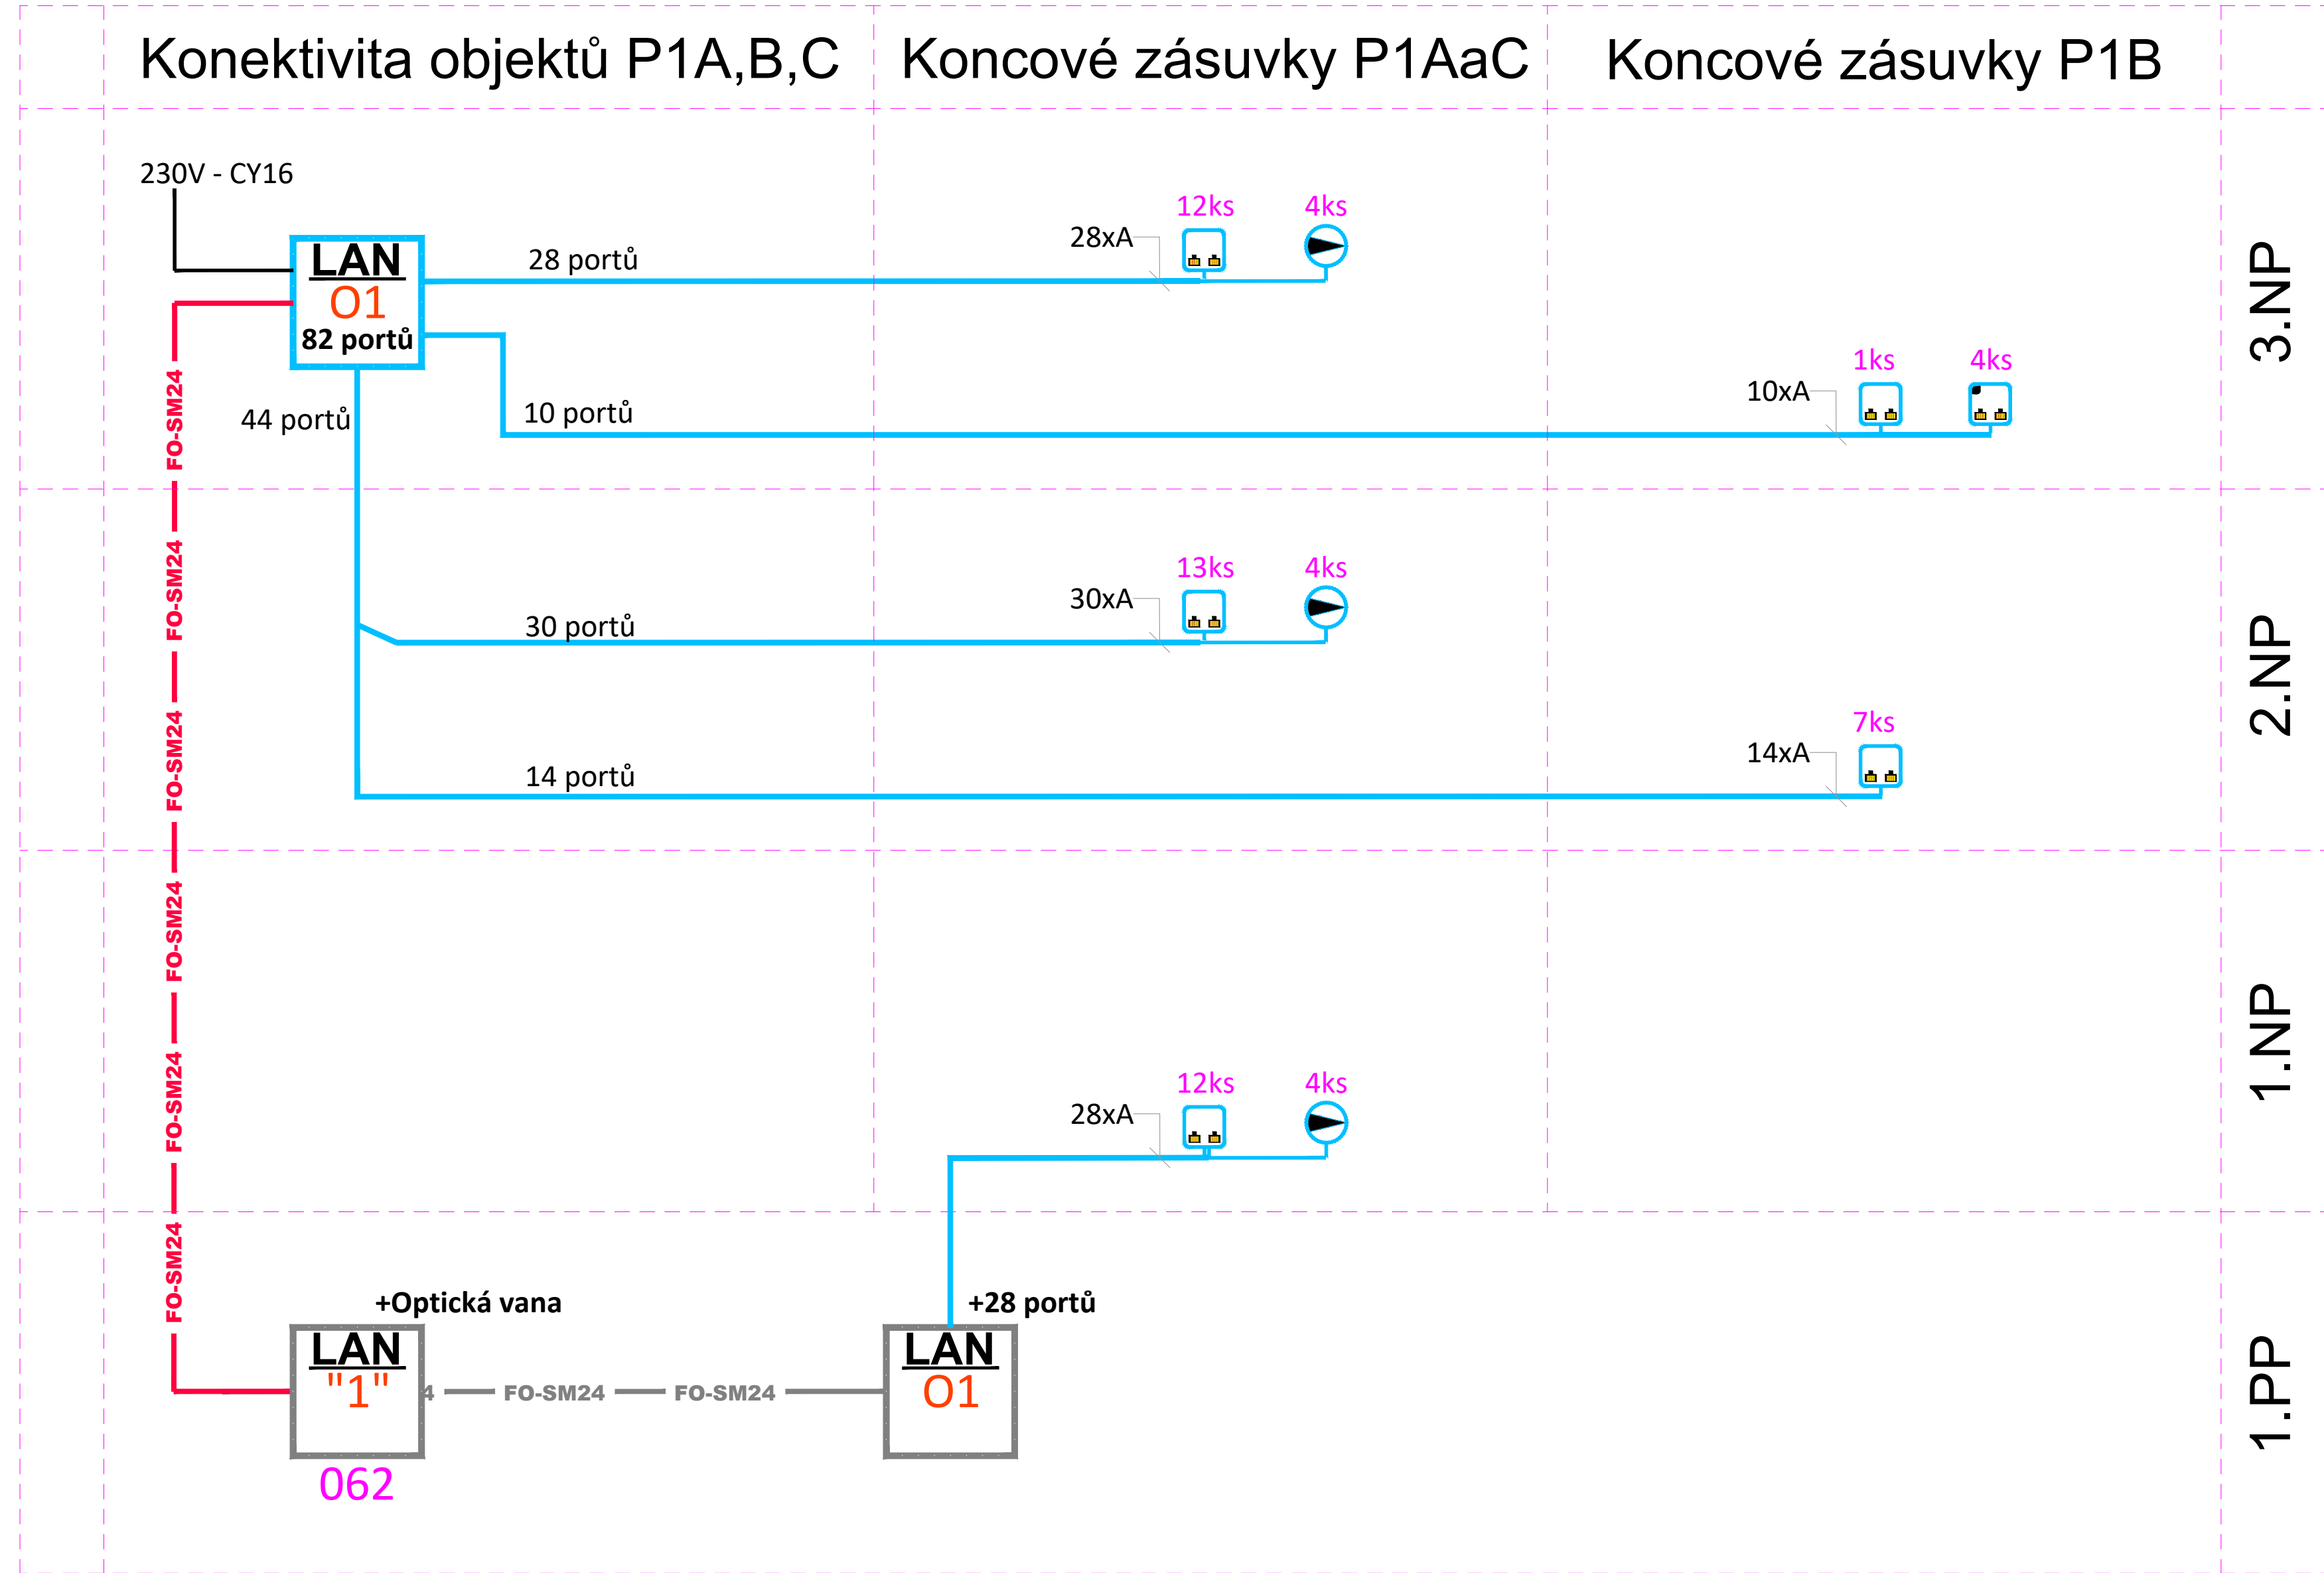 Konektivita objektů P1A,B,C
Koncové zásuvky P1AaC
Koncové zásuvky P1B
230V - CY16
LAN
O1
82 portů
28 portů
28xA
12ks
4ks
3.NP
44 portů
10 portů
10xA
1ks
4ks
FO-SM24
FO-SM24
FO-SM24
FO-SM24
FO-SM24
FO-SM24
30 portů
30xA
13ks
4ks
2.NP
14 portů
14xA
7ks
28xA
12ks
4ks
1.NP
+Optická vana
LAN
"1"
062
4
FO-SM24
FO-SM24
+28 portů
LAN
O1
1.PP